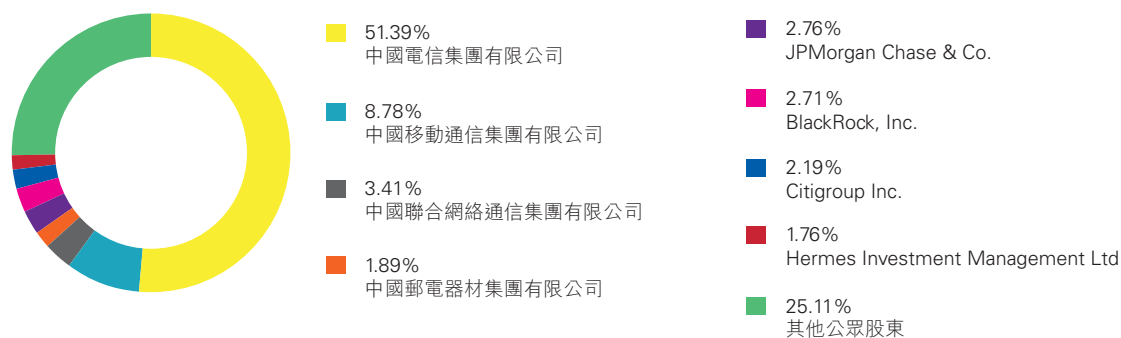 51.39%
中國電信集團有限公司
8.78%
中國移動通信集團有限公司
3.41%
中國聯合網絡通信集團有限公司
1.89%
中國郵電器材集團有限公司
2.76%
JPMorgan Chase & Co.
2.71%
BlackRock, Inc.
2.19%
Citigroup Inc.
1.76%
Hermes Investment Management Ltd
25.11%
其他公眾股東